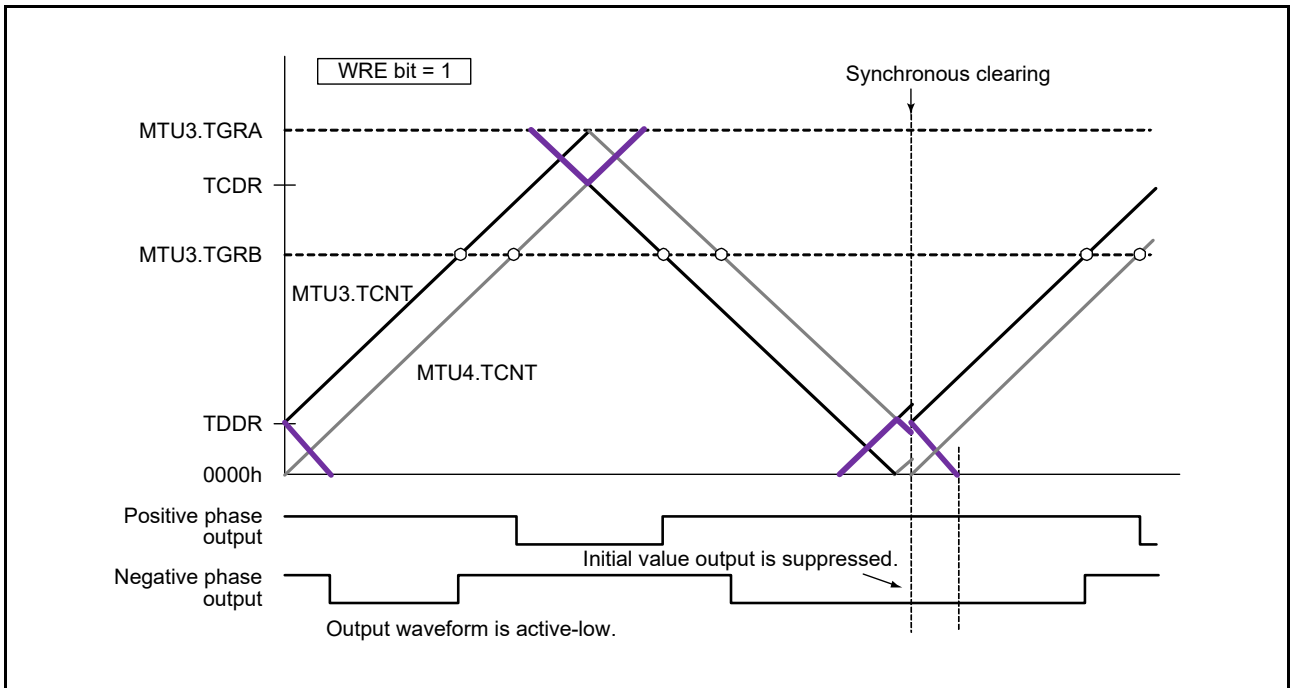 WRE bit = 1
Synchronous clearing
MTU3.TGRA
TCDR
MTU3.TGRB
MTU3.TCNT
MTU4.TCNT
TDDR
0000h
Positive phase
output
Initial value output is suppressed.
Negative phase
output
Output waveform is active-low.